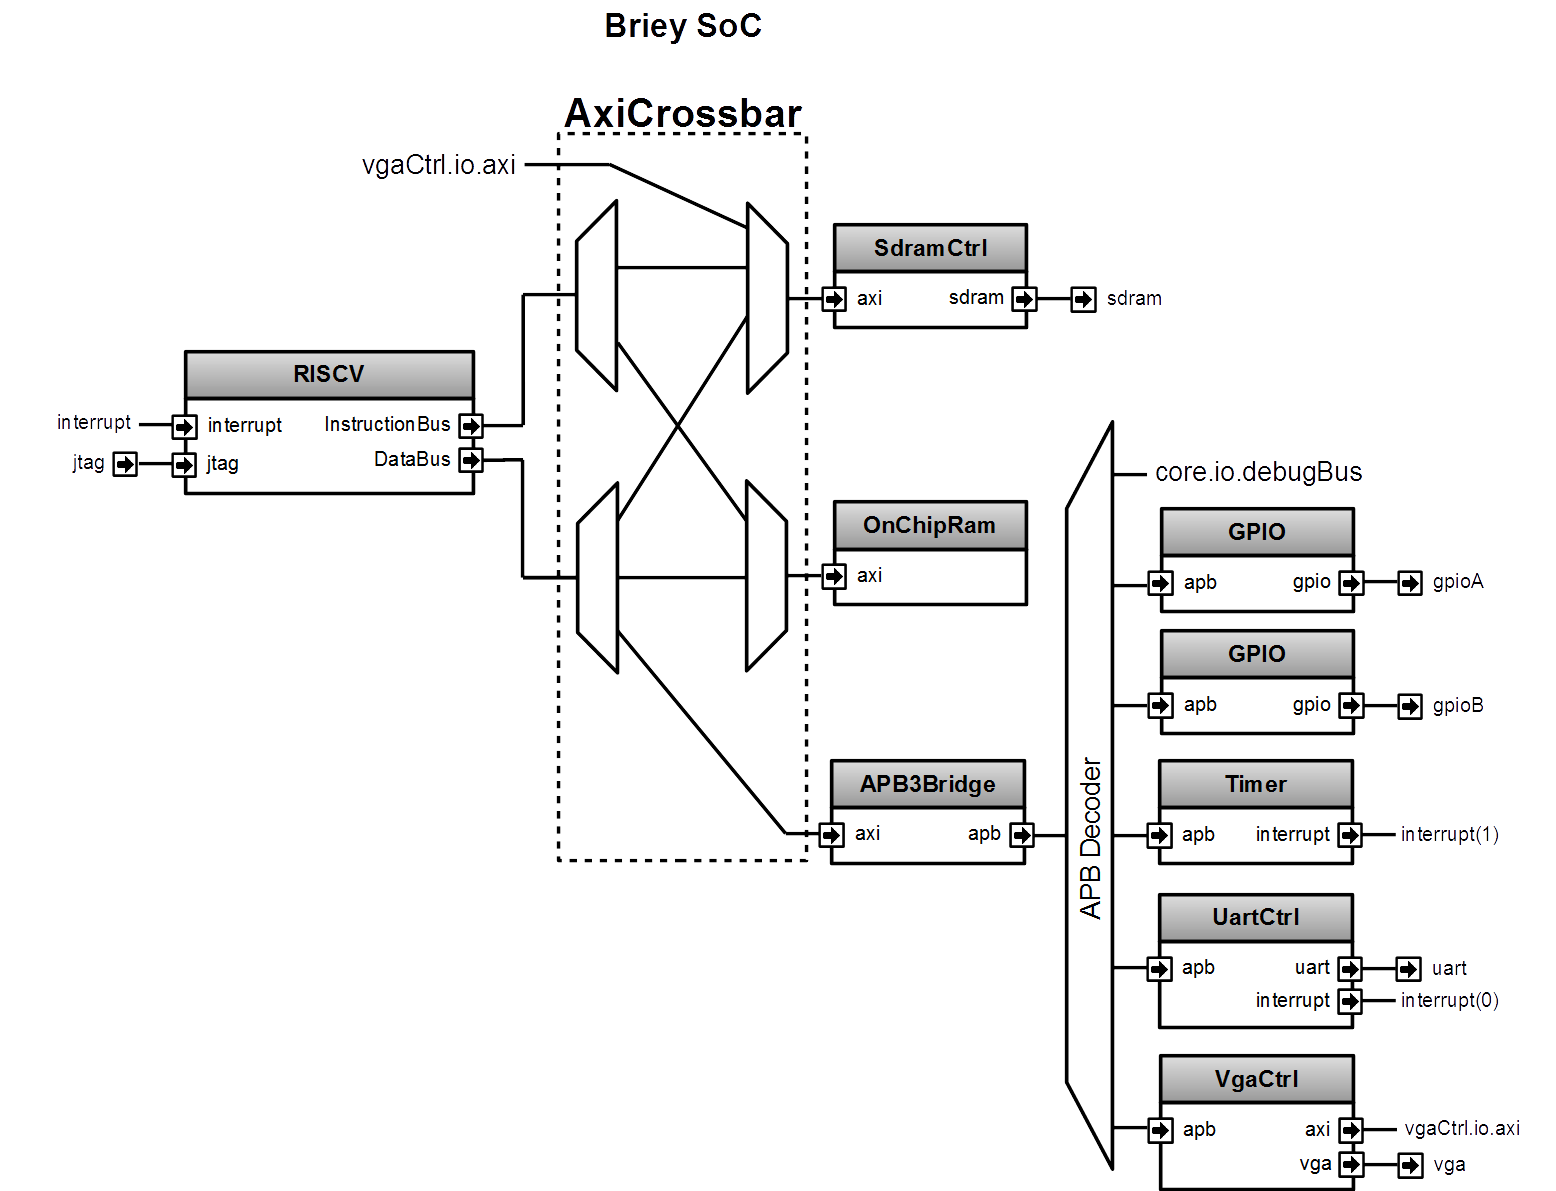 Briey SoC
AxiCrossbar
vgaCtrl.io.axi
SdramCtrl
axi
sdram
sdram
RISCV
interrupt
interrupt
InstructionBus
jtag
jtag
DataBus
OnChipRam
axi
core.io.debugBus
GPIO
apb
gpio
gpioA
GPIO
apb
gpio
gpioB
APB3Bridge
axi
apb
APB Decoder
Timer
apb
interrupt
interrupt(1)
UartCtrl
apb
uart
uart
interrupt
interrupt(0)
VgaCtrl
apb
axi
vgaCtrl.io.axi
vga
vga